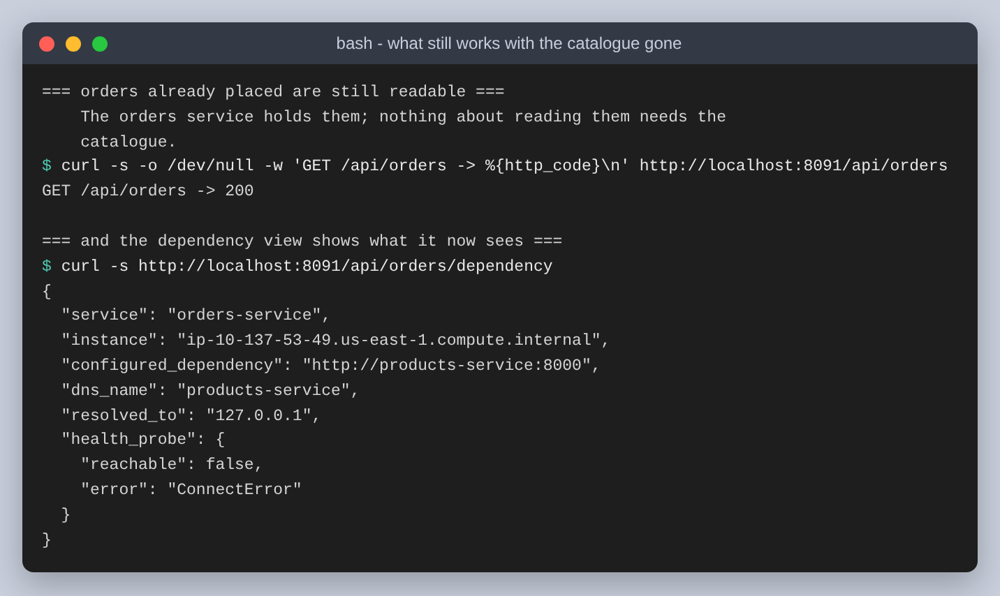 bash - what still works with the catalogue gone
=== orders already placed are still readable ===
    The orders service holds them; nothing about reading them needs the
    catalogue.
$ curl -s -o /dev/null -w 'GET /api/orders -> %{http_code}\n' http://localhost:8091/api/orders
GET /api/orders -> 200

=== and the dependency view shows what it now sees ===
$ curl -s http://localhost:8091/api/orders/dependency
{
  "service": "orders-service",
  "instance": "ip-10-137-53-49.us-east-1.compute.internal",
  "configured_dependency": "http://products-service:8000",
  "dns_name": "products-service",
  "resolved_to": "127.0.0.1",
  "health_probe": {
    "reachable": false,
    "error": "ConnectError"
  }
}